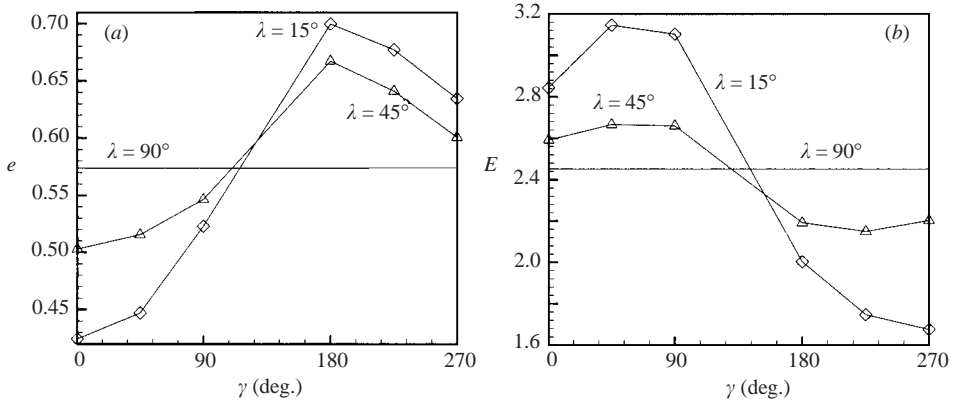 (a)
0.70
0.65
0.60
0.55
0.50
0.45
e
λ = 15°
λ = 45°
λ = 90°
0
90
180
270
γ (deg.)
(b)
3.2
2.8
2.4
2.0
1.6
E
λ = 15°
λ = 45°
λ = 90°
0
90
180
270
γ (deg.)